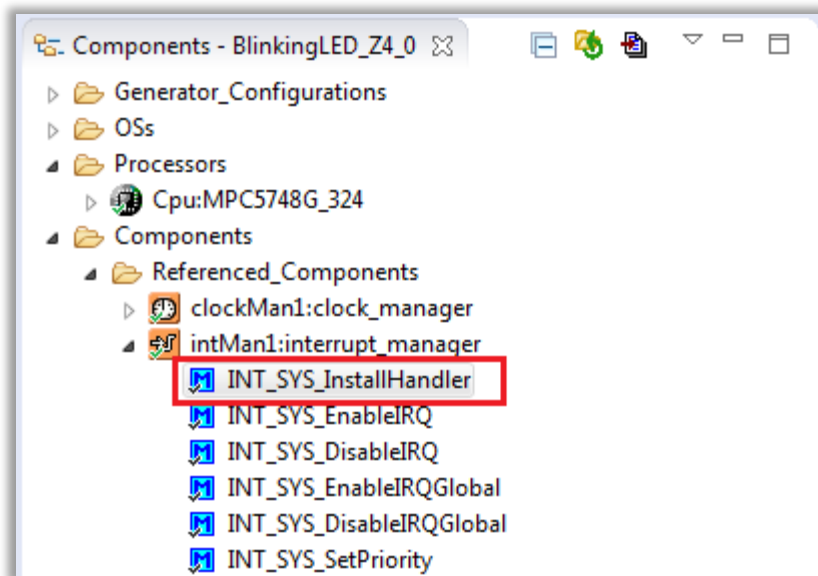 Components - BlinkingLED_Z4_0
Generator_Configurations
OSs
Processors
Cpu:MPC5748G_324
Components
Referenced_Components
clockMan1:clock_manager
intMan1:interrupt_manager
INT_SYS_InstallHandler
INT_SYS_EnableIRQ
INT_SYS_DisableIRQ
INT_SYS_EnableIRQGlobal
INT_SYS_DisableIRQGlobal
INT_SYS_SetPriority